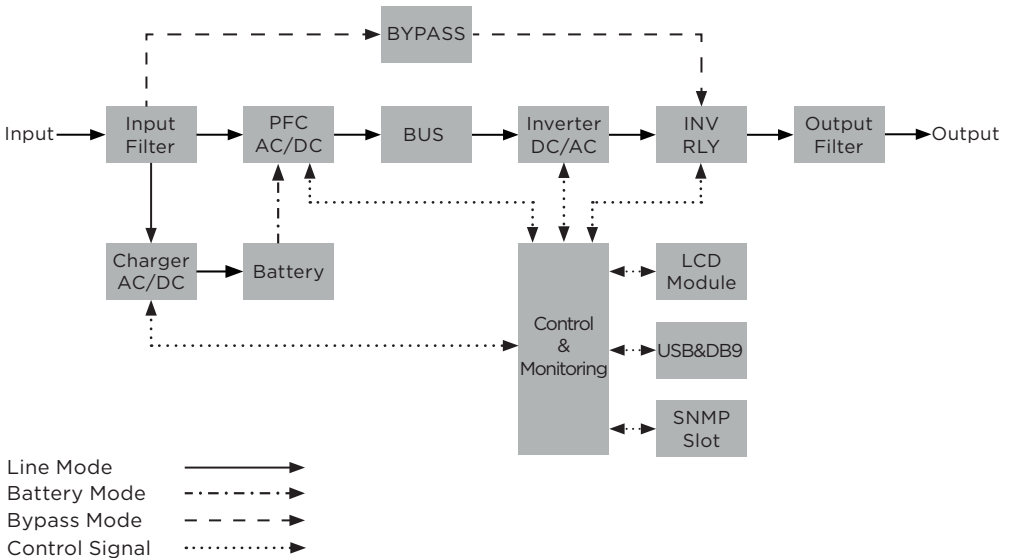 BYPASS
Input
Input
Filter
PFC
AC/DC
BUS
Inverter
DC/AC
INV
RLY
Output
Filter
Output
Charger
AC/DC
Battery
Control
&
Monitoring
LCD
Module
USB&DB9
SNMP
Slot
Line Mode
Battery Mode
Bypass Mode
Control Signal